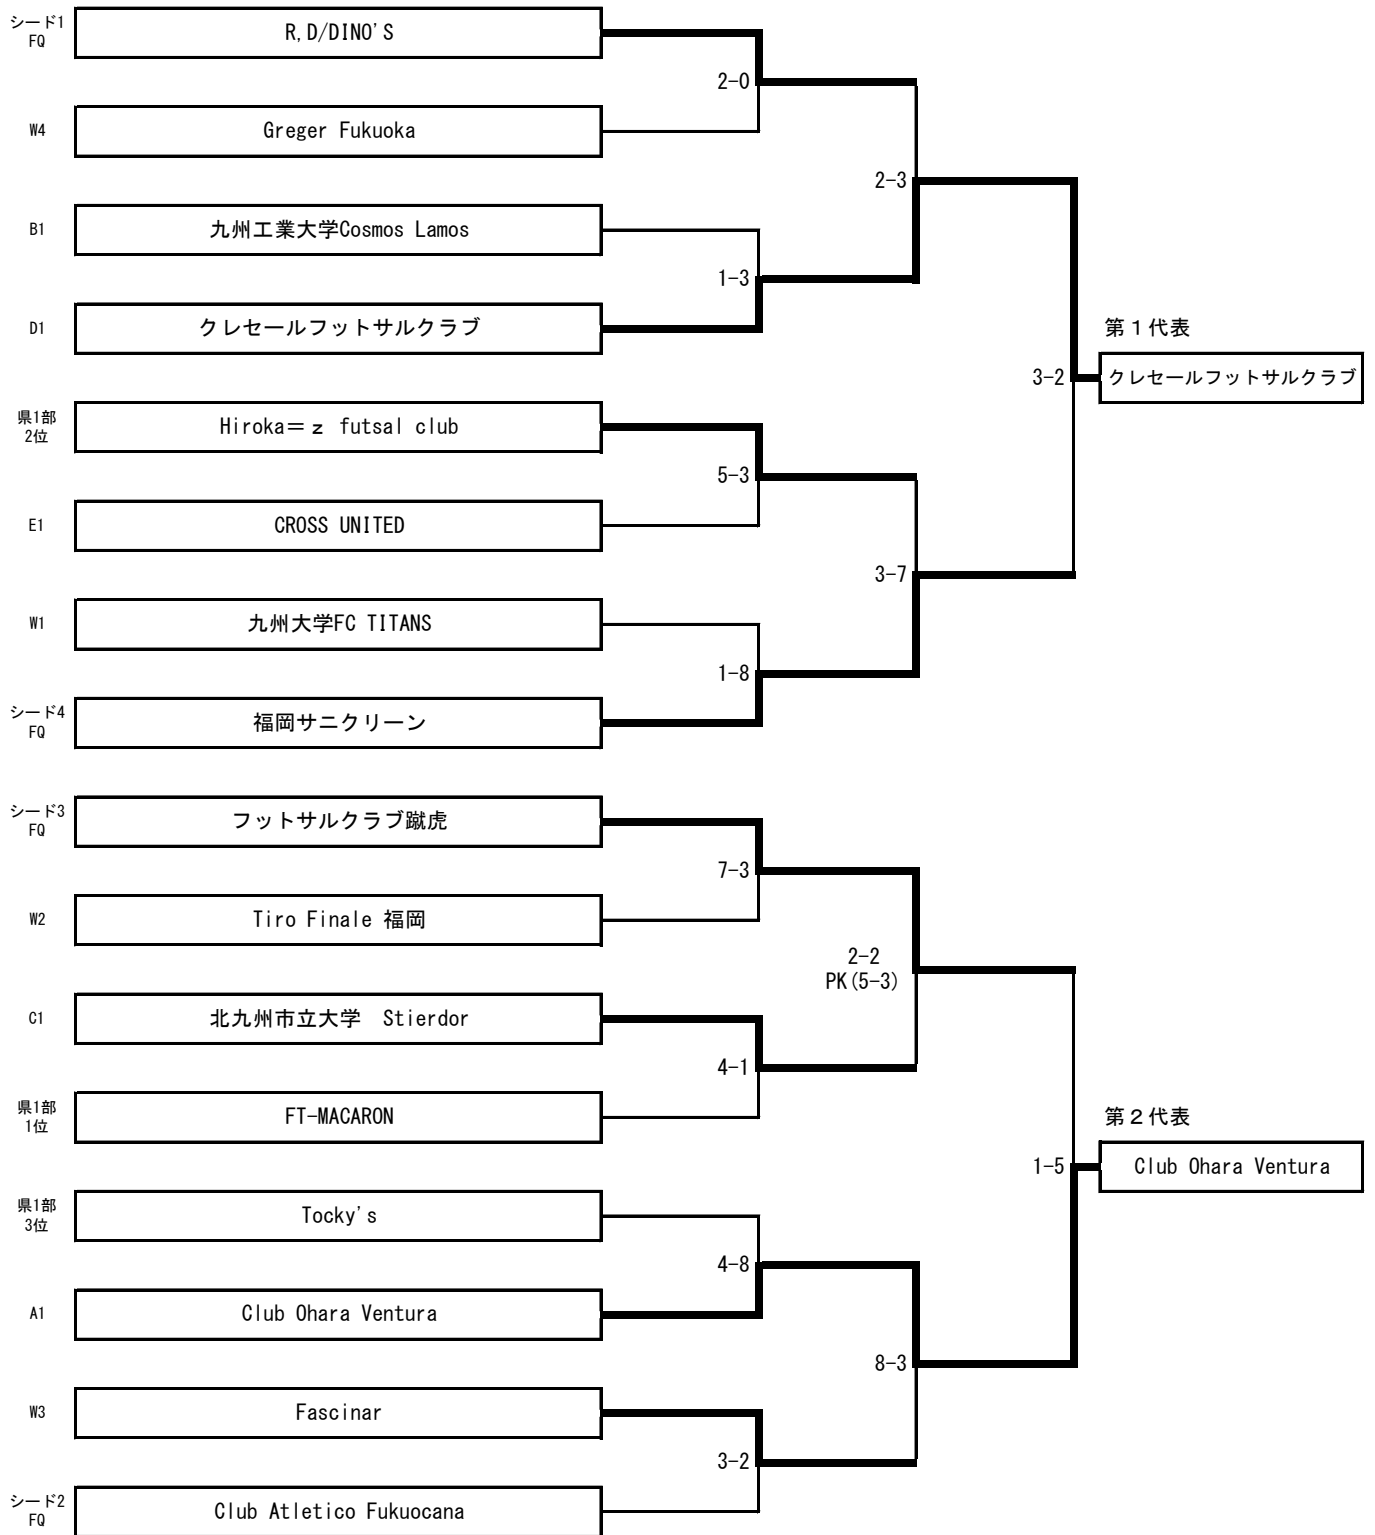 シード1
FQ
R,D/DINO'S
2-0
W4
Greger Fukuoka
2-3
B1
九州工業大学Cosmos Lamos
1-3
D1
クレセールフットサルクラブ
第１代表
3-2
クレセールフットサルクラブ
県1部
2位
Hiroka＝ｚ futsal club
5-3
E1
CROSS UNITED
3-7
W1
九州大学FC TITANS
1-8
シード4
FQ
福岡サニクリーン
シード3
FQ
フットサルクラブ蹴虎
7-3
W2
Tiro Finale 福岡
2-2
PK(5-3)
C1
北九州市立大学　Stierdor
4-1
県1部
1位
FT-MACARON
第２代表
1-5
Club Ohara Ventura
県1部
3位
Tocky's
4-8
A1
Club Ohara Ventura
8-3
W3
Fascinar
3-2
シード2
FQ
Club Atletico Fukuocana